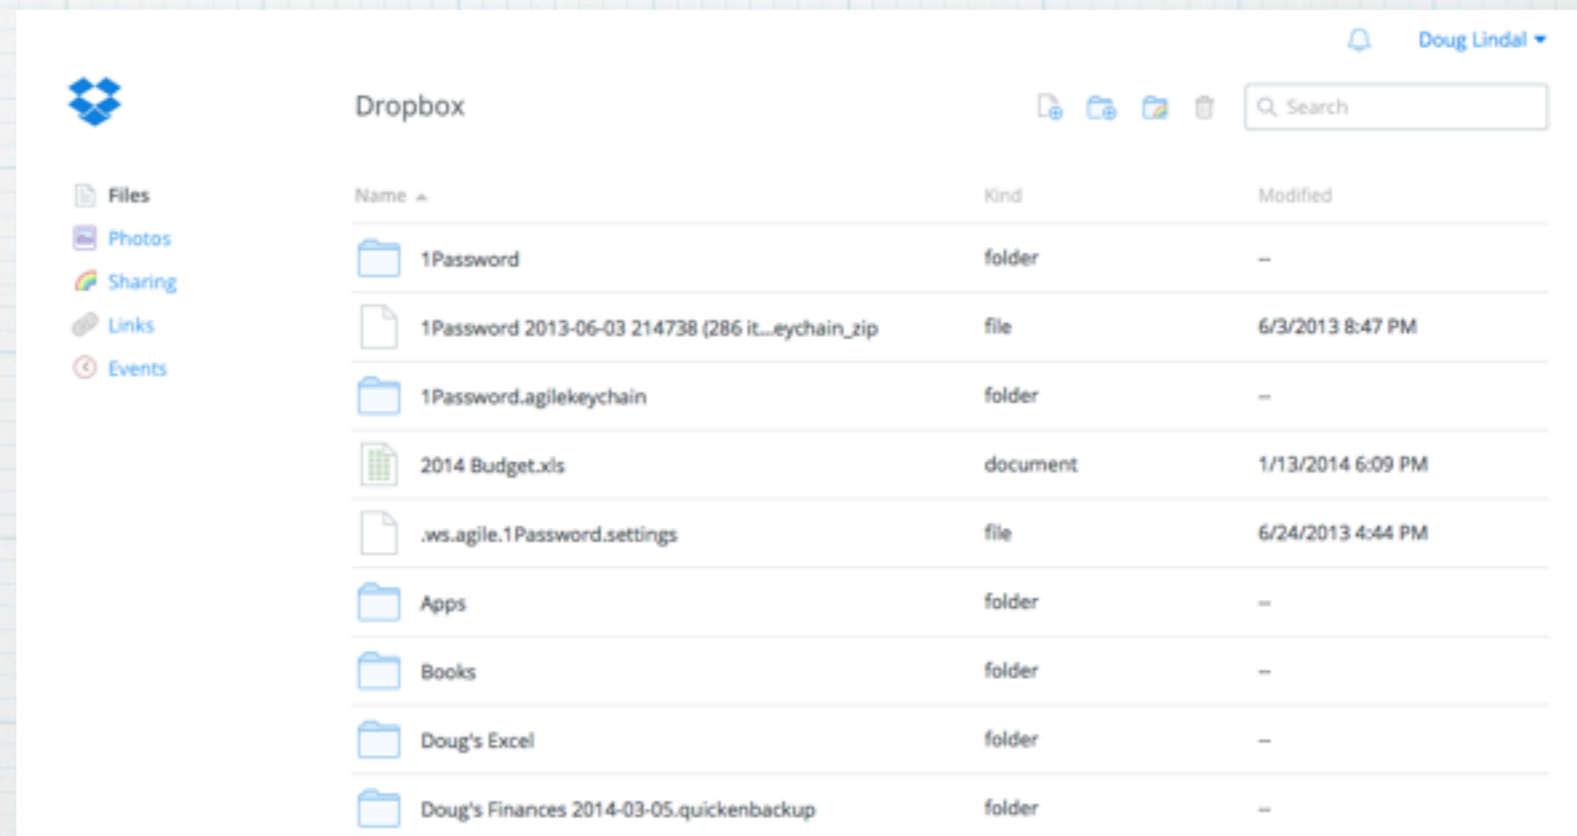 Doug Lindal
Dropbox
Search
Files
Photos
Sharing
Links
Events
Name Kind Modified
1Password folder --
1Password 2013-06-03 214738 (286 it...eychain_zip file 6/3/2013 8:47 PM
1Password.agilekeychain folder --
2014 Budget.xls document 1/13/2014 6:09 PM
.ws.agile.1Password.settings file 6/24/2013 4:44 PM
Apps folder --
Books folder --
Doug's Excel folder --
Doug's Finances 2014-03-05.quickenbackup folder --